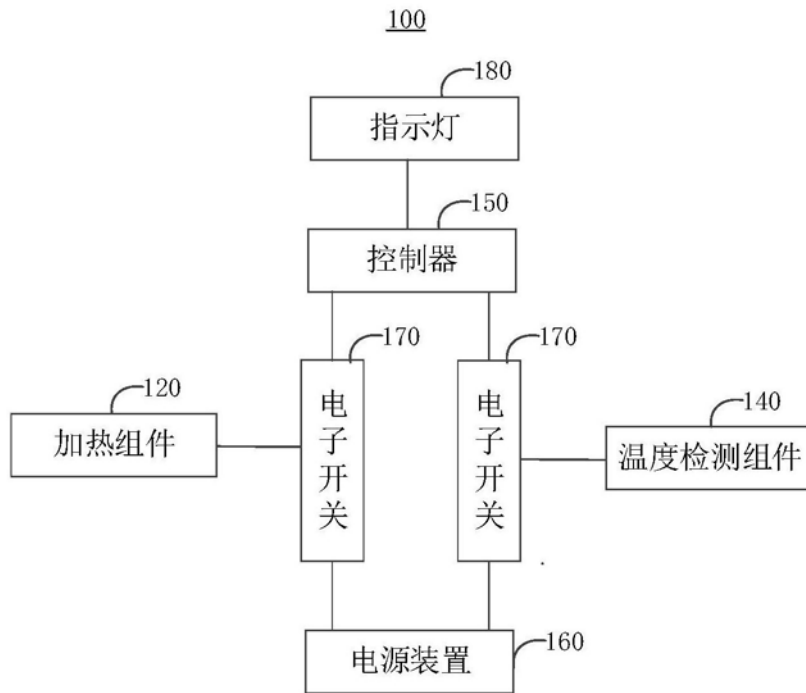 100
180
指示灯
150
控制器
170
170
120
加热组件
电子开关
电子开关
140
温度检测组件
160
电源装置